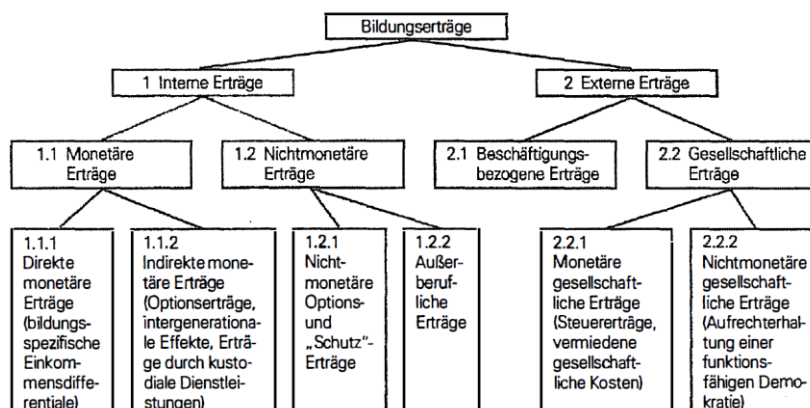 Bildungserträge
1 Interne Erträge
2 Externe Erträge
1.1 Monetäre
Erträge
1.2 Nichtmonetäre
Erträge
2.1 Beschäftigungs-
bezogene Erträge
2.2 Gesellschaftliche
Erträge
1.1.1
Direkte
monetäre
Erträge
(bildungs-
spezifische
Einkom-
mensdiffe-
rentiale)
1.1.2
Indirekte mone-
täre Erträge
(Optionserträge,
intergenerationa-
le Effekte, Erträ-
ge durch kusto-
diale Dienstlei-
stungen)
1.2.1
Nicht-
monetäre
Options-
und
„Schutz“-
Erträge
1.2.2
Außer-
beruf-
liche
Erträge
2.2.1
Monetäre
gesellschaft-
liche Erträge
(Steuererträge,
vermiedene
gesellschaft-
liche Kosten)
2.2.2
Nichtmonetäre
gesellschaft-
liche Erträge
(Aufrechterhal-
tung einer
funktions-
fähigen Demo-
kratie)